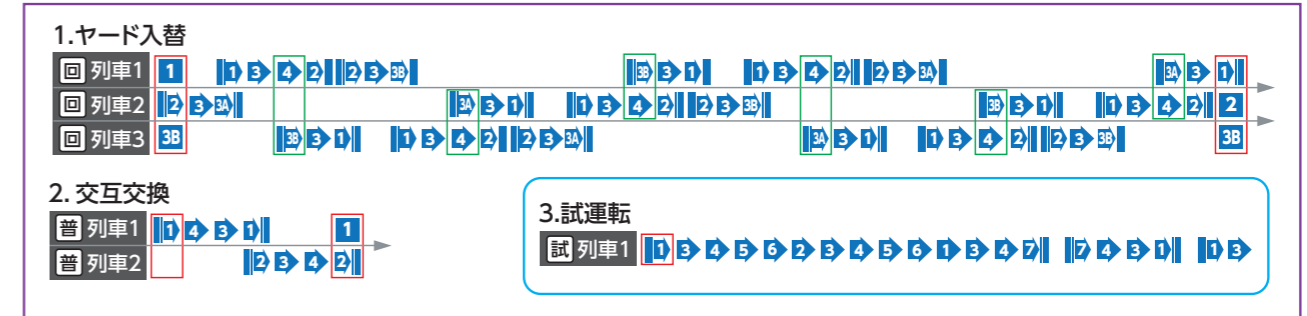 1.ヤード入替
回 列車1 1 1 3 4 2 2 3 3B 3B 3 1 1 3 4 2 2 3 3A 3A 3 1
回 列車2 2 3 3A 3A 3 1 1 3 4 2 2 3 3B 3B 3 1 1 3 4 2 2
回 列車3 3B 3B 3 1 1 3 4 2 2 3 3A 3A 3 1 1 3 4 2 2 3 3B 3B
2. 交互交換
普 列車1 1 4 3 1 1
普 列車2 2 3 4 2
3.試運転
試 列車1 1 3 4 5 6 2 3 4 5 6 1 3 4 7 7 4 3 1 1 3